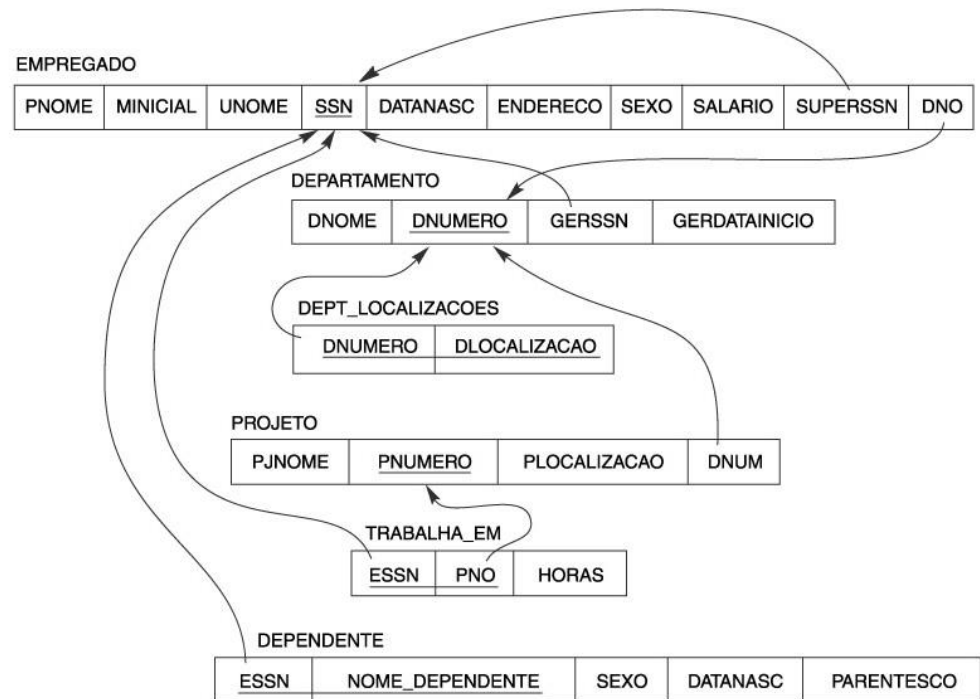 EMPREGADO
PNOME MINICIAL UNOME SSN DATANASC ENDERECO SEXO SALARIO SUPERSSN DNO
DEPARTAMENTO
DNOME DNUMERO GERSSN GERDATAINICIO
DEPT_LOCALIZACOES
DNUMERO DLOCALIZACAO
PROJETO
PJNOME PNUMERO PLOCALIZACAO DNUM
TRABALHA_EM
ESSN PNO HORAS
DEPENDENTE
ESSN NOME_DEPENDENTE SEXO DATANASC PARENTESCO